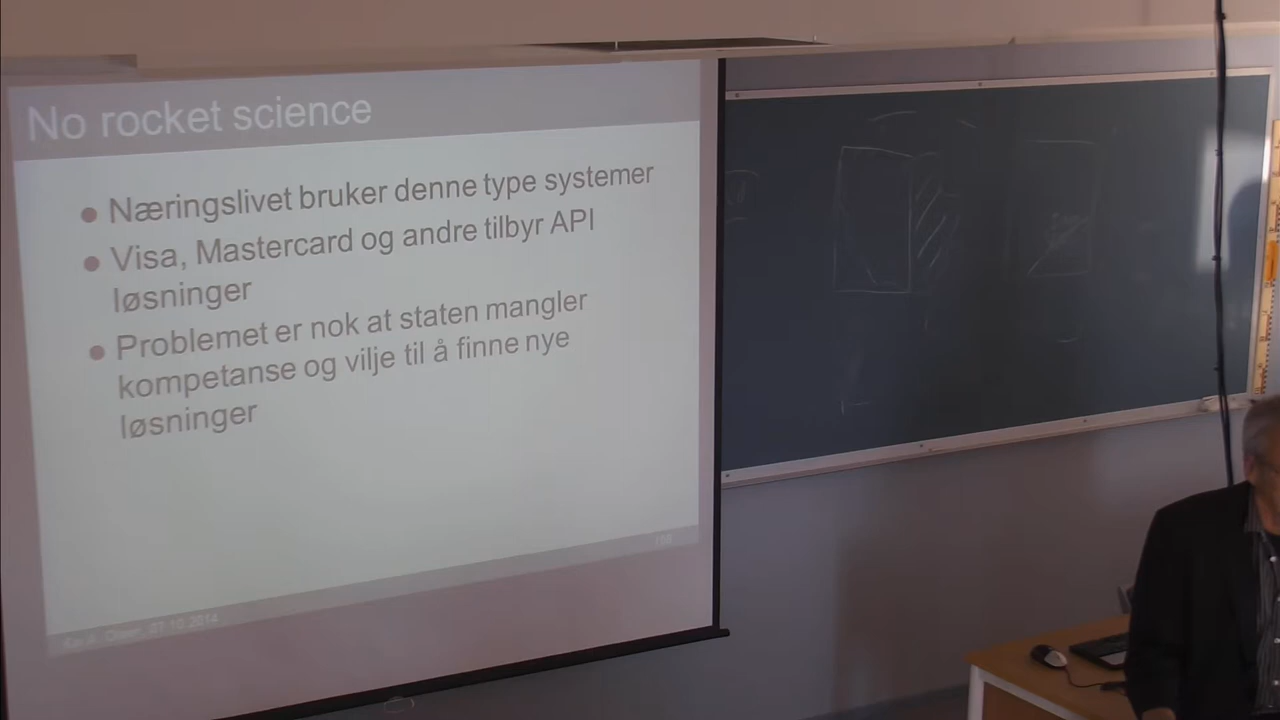 No rocket science
Næringslivet bruker denne type systemer
Visa, Mastercard og andre tilbyr API
løsninger
Problemet er nok at staten mangler
kompetanse og vilje til å finne nye
løsninger
2014